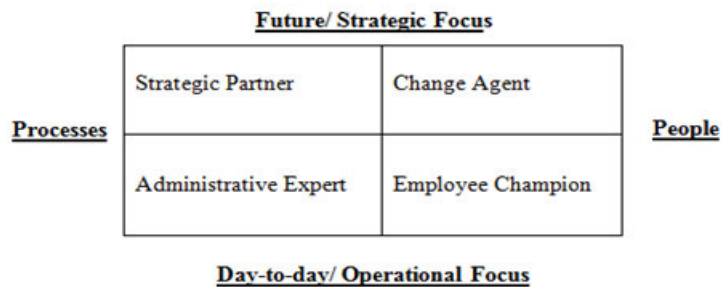 Future/ Strategic Focus
Strategic Partner
Change Agent
Processes
People
Administrative Expert
Employee Champion
Day-to-day/ Operational Focus